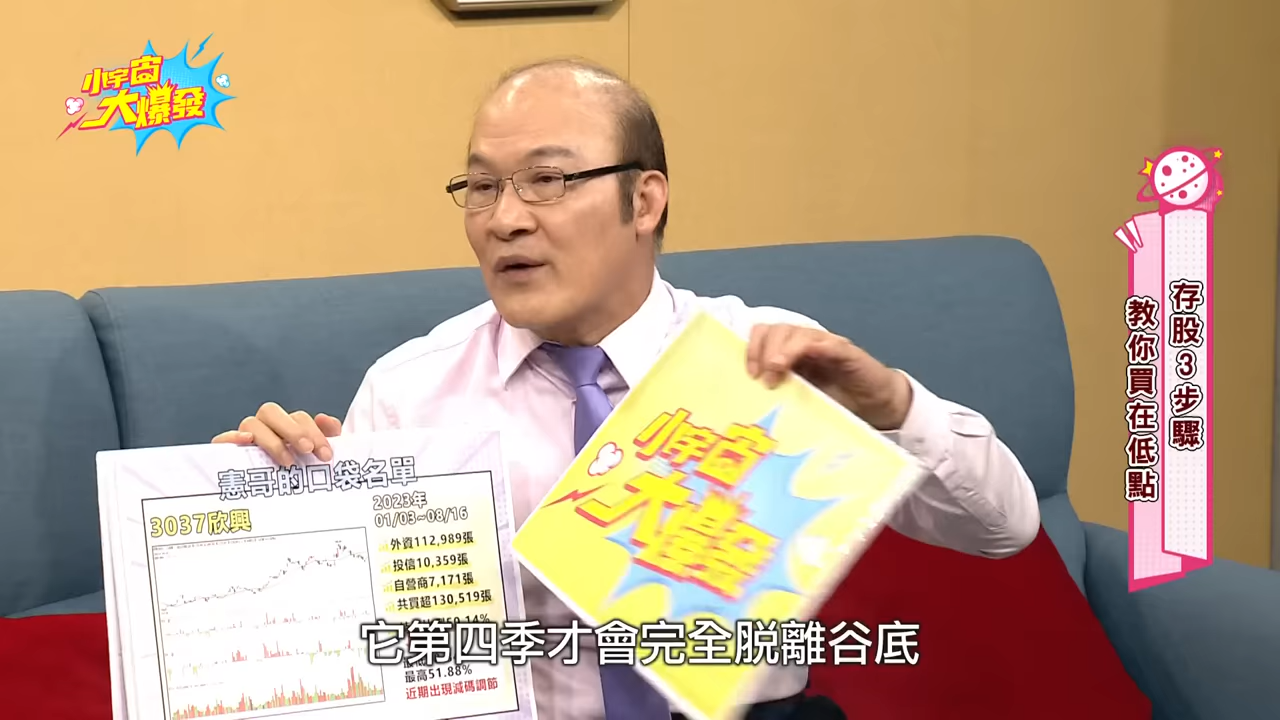 小宇宙
大爆發
存股3步驟
教你買在低點
憲哥的口袋名單
3037欣興
2023年
01/03~08/16
外資112,989張
投信10,359張
自營商7,171張
共買超130,519張
最高51.88%
近期出現減碼調節
小宇宙
大爆發
它第四季才會完全脫離谷底